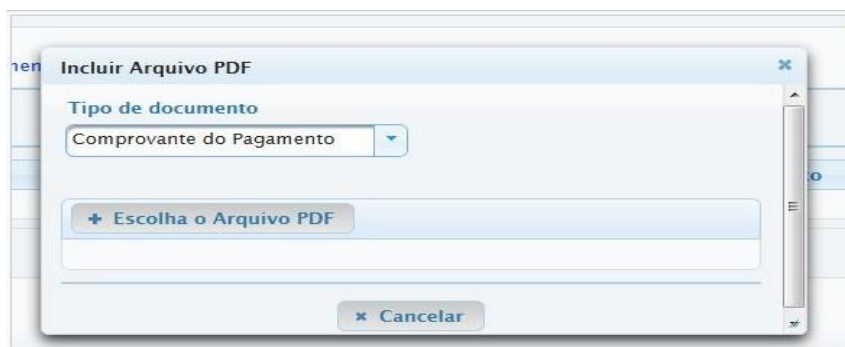 Incluir Arquivo PDF
Tipo de documento
Comprovante do Pagamento
+ Escolha o Arquivo PDF
× Cancelar